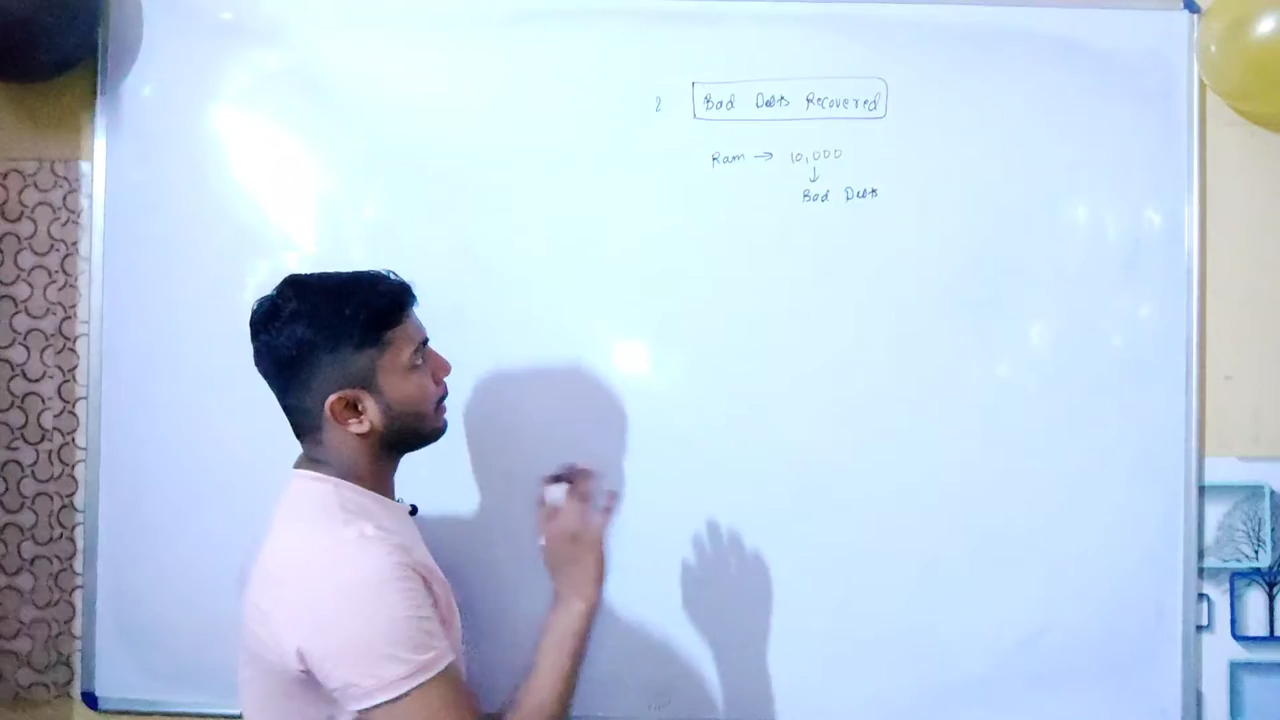 2 Bad Debts Recovered
Ram → 10,000
↓
Bad Debts